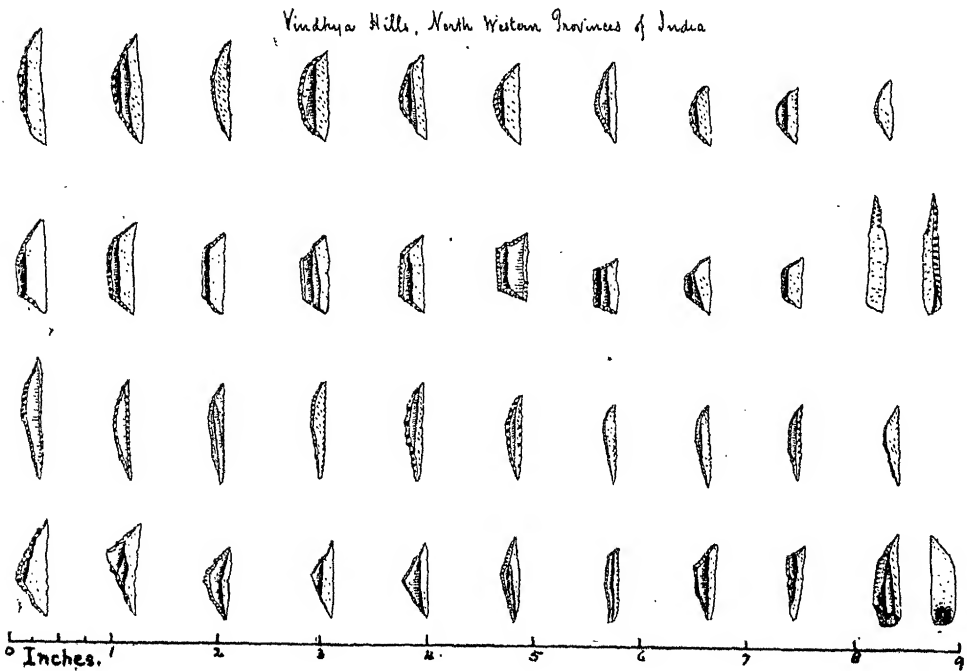 Vindhya Hills, North Western Provinces of India
0 Inches. 1 2 3 4. 5 6 7 8 9